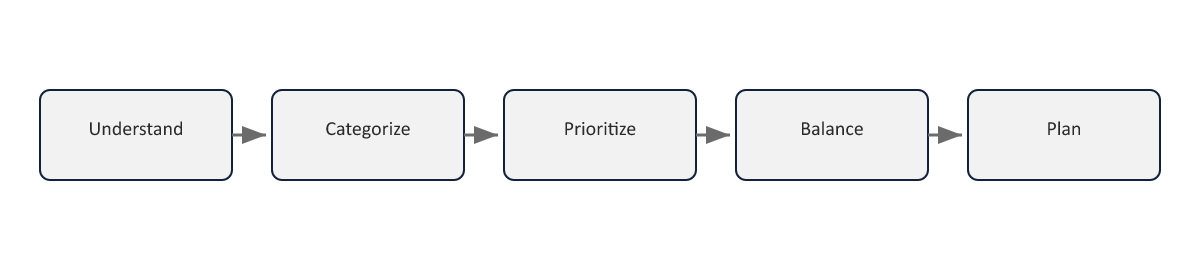 Understand
Categorize
Prioritize
Balance
Plan